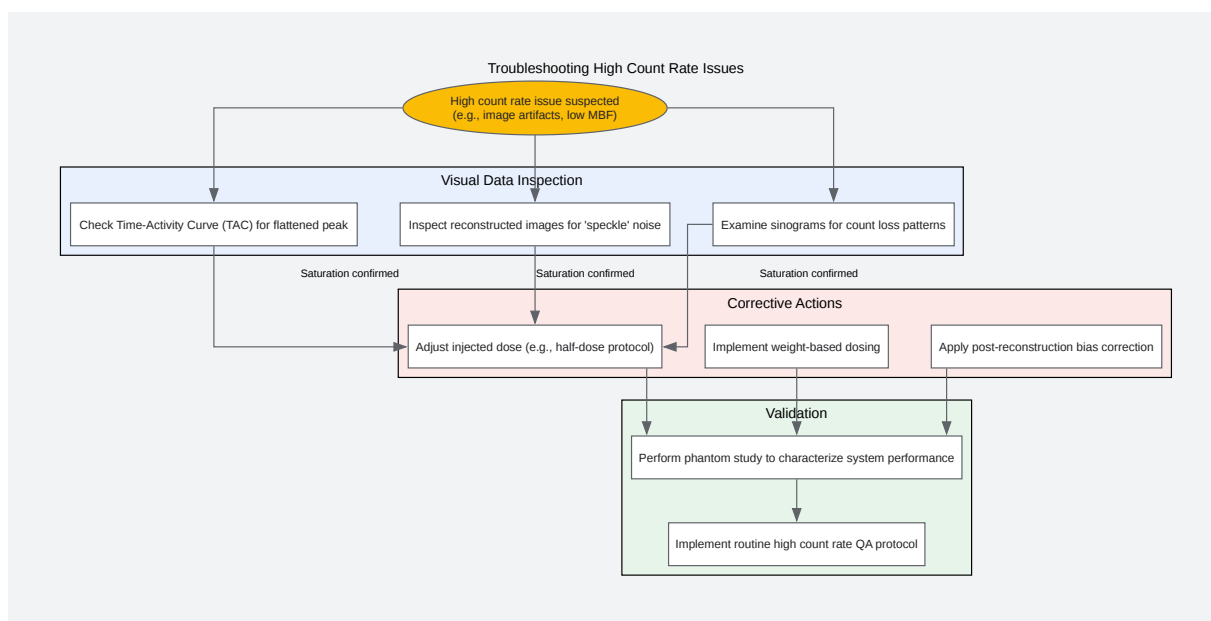 Troubleshooting High Count Rate Issues
High count rate issue suspected
(e.g., image artifacts, low MBF)
Visual Data Inspection
Check Time-Activity Curve (TAC) for flattened peak
Inspect reconstructed images for 'speckle' noise
Examine sinograms for count loss patterns
Saturation confirmed
Saturation confirmed
Saturation confirmed
Corrective Actions
Adjust injected dose (e.g., half-dose protocol)
Implement weight-based dosing
Apply post-reconstruction bias correction
Validation
Perform phantom study to characterize system performance
Implement routine high count rate QA protocol